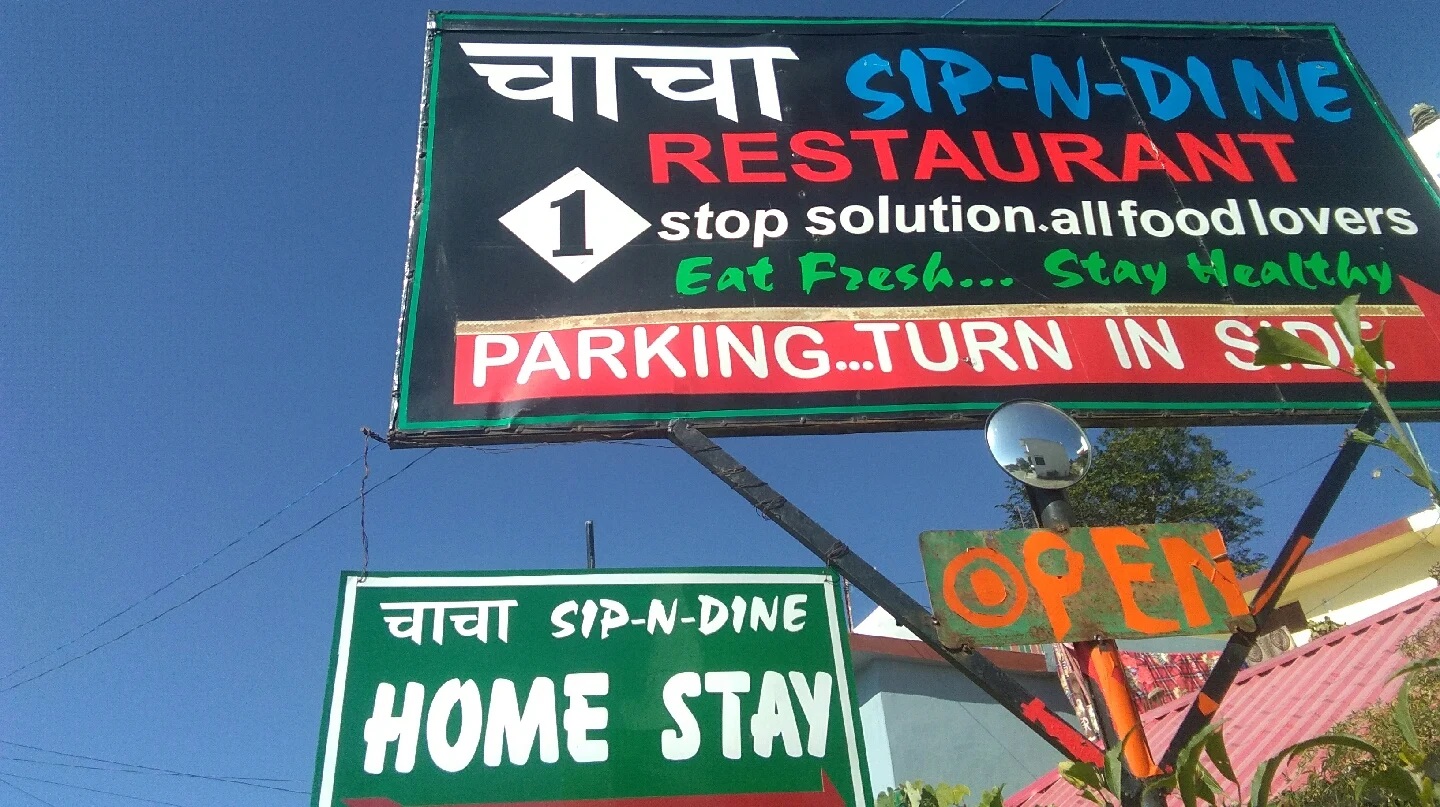 चाचा SIP-N-DINE
RESTAURANT
1 stop solution.all food lovers
Eat Fresh... Stay Healthy
PARKING...TURN IN SIDE.
OPEN
चाचा SIP-N-DINE
HOME STAY